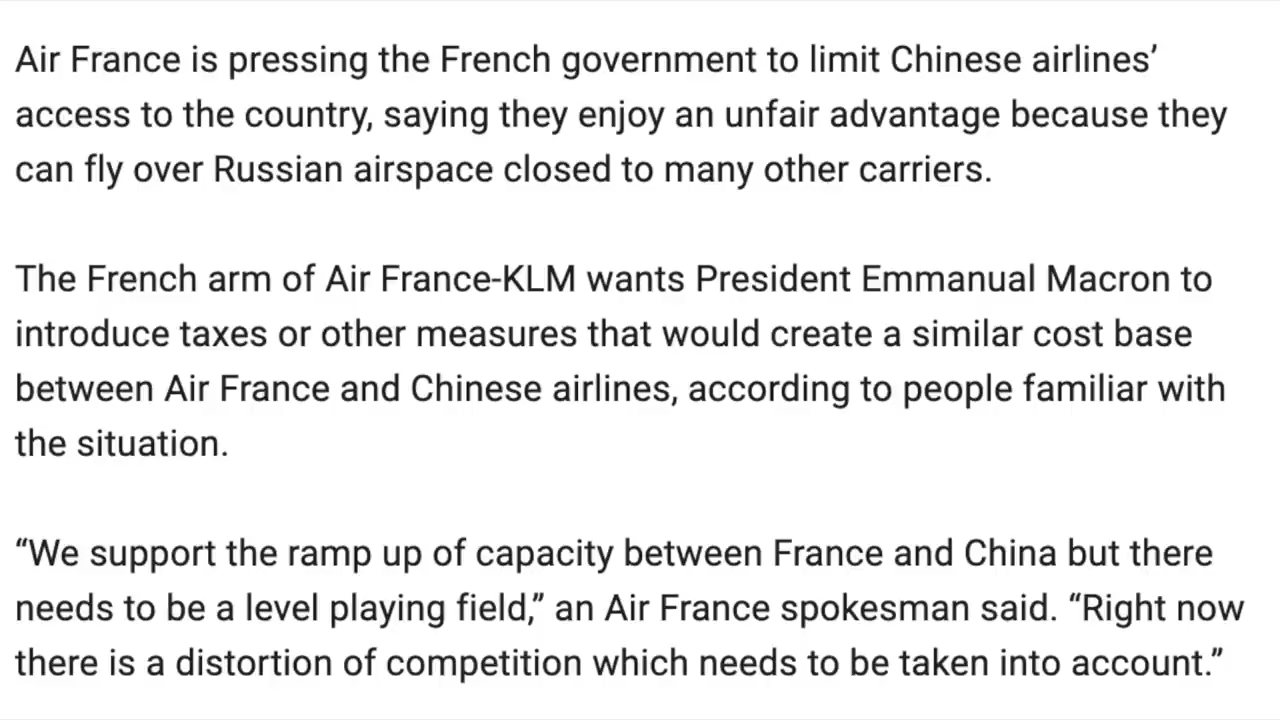 Air France is pressing the French government to limit Chinese airlines’
access to the country, saying they enjoy an unfair advantage because they
can fly over Russian airspace closed to many other carriers.
The French arm of Air France-KLM wants President Emmanual Macron to
introduce taxes or other measures that would create a similar cost base
between Air France and Chinese airlines, according to people familiar with
the situation.
“We support the ramp up of capacity between France and China but there
needs to be a level playing field,” an Air France spokesman said. “Right now
there is a distortion of competition which needs to be taken into account.”